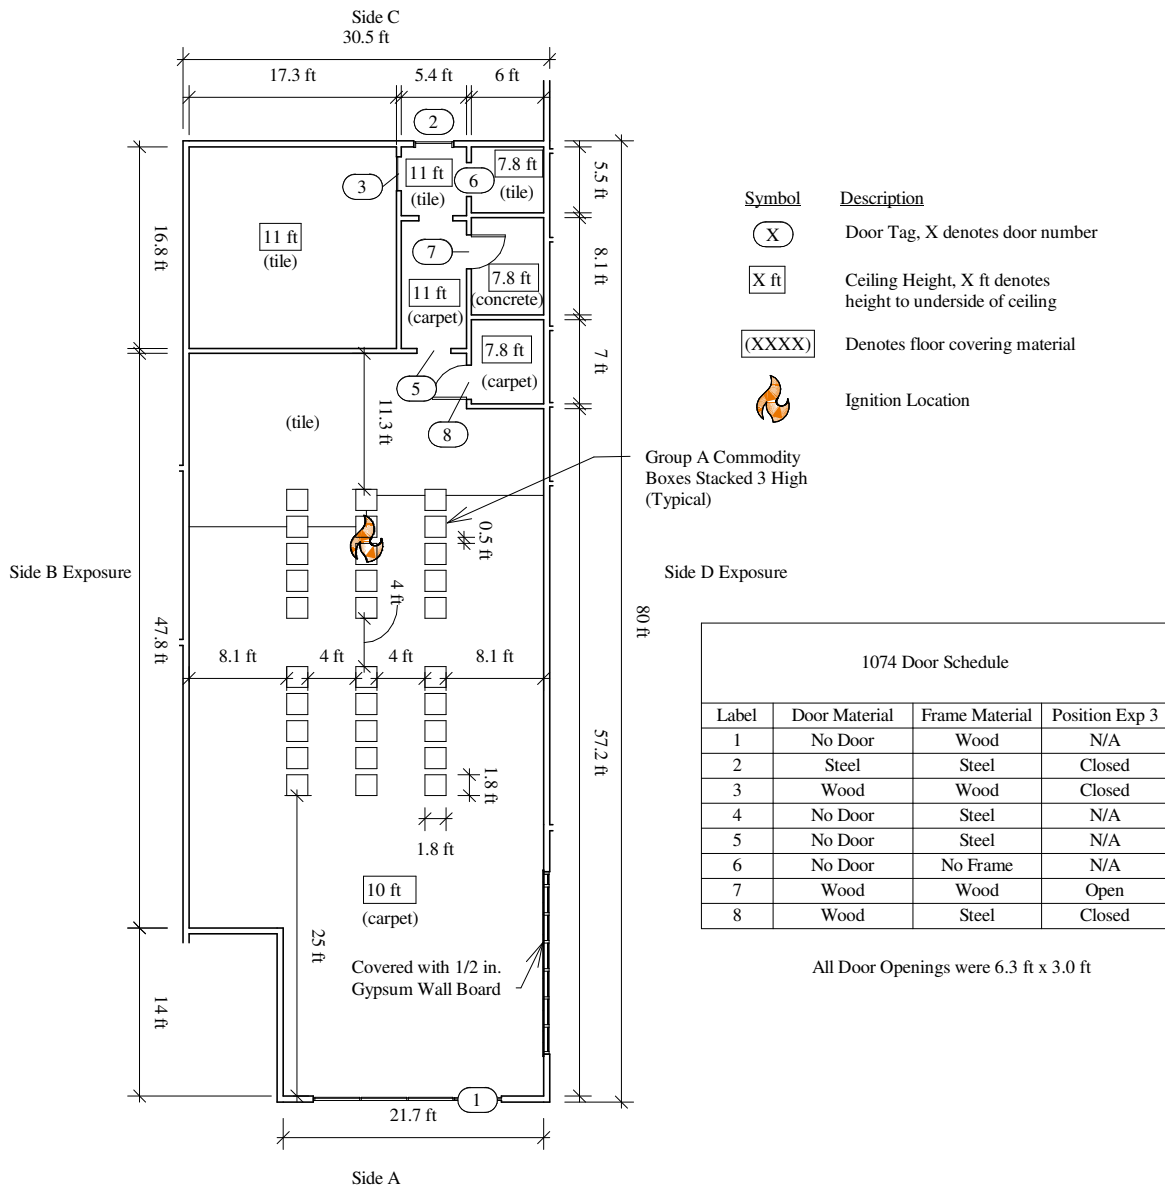 Side C
30.5 ft
17.3 ft
5.4 ft
6 ft
2
3
11 ft
(tile)
6
7.8 ft
(tile)
5.5 ft
16.8 ft
11 ft
(tile)
7
7.8 ft
(concrete)
8.1 ft
11 ft
(carpet)
7.8 ft
(carpet)
7 ft
5
8
(tile)
11.3 ft
0.5 ft
Group A Commodity
Boxes Stacked 3 High
(Typical)
Side B Exposure
Side D Exposure
4 ft
47.8 ft
80 ft
8.1 ft
4 ft
4 ft
8.1 ft
57.2 ft
1.8 ft
1.8 ft
10 ft
(carpet)
25 ft
Covered with 1/2 in.
Gypsum Wall Board
14 ft
1
21.7 ft
Side A
Symbol Description
X Door Tag, X denotes door number
X ft Ceiling Height, X ft denotes
height to underside of ceiling
(XXXX) Denotes floor covering material
Ignition Location
1074 Door Schedule
Label Door Material Frame Material Position Exp 3
1 No Door Wood N/A
2 Steel Steel Closed
3 Wood Wood Closed
4 No Door Steel N/A
5 No Door Steel N/A
6 No Door No Frame N/A
7 Wood Wood Open
8 Wood Steel Closed
All Door Openings were 6.3 ft x 3.0 ft